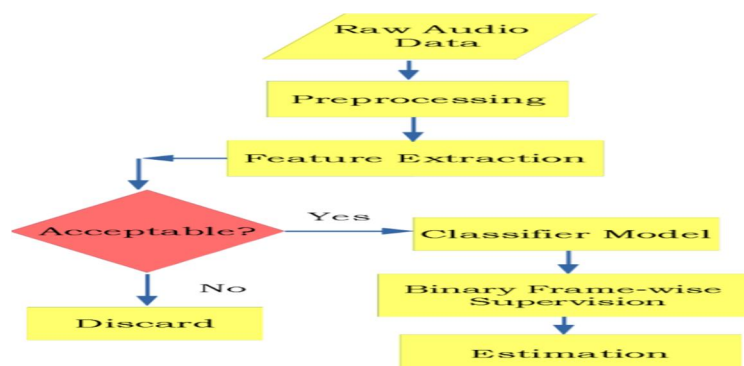 Raw Audio
Data
Preprocessing
Feature Extraction
Acceptable?
Yes
Classifier Model
No
Binary Frame-wise
Supervision
Discard
Estimation